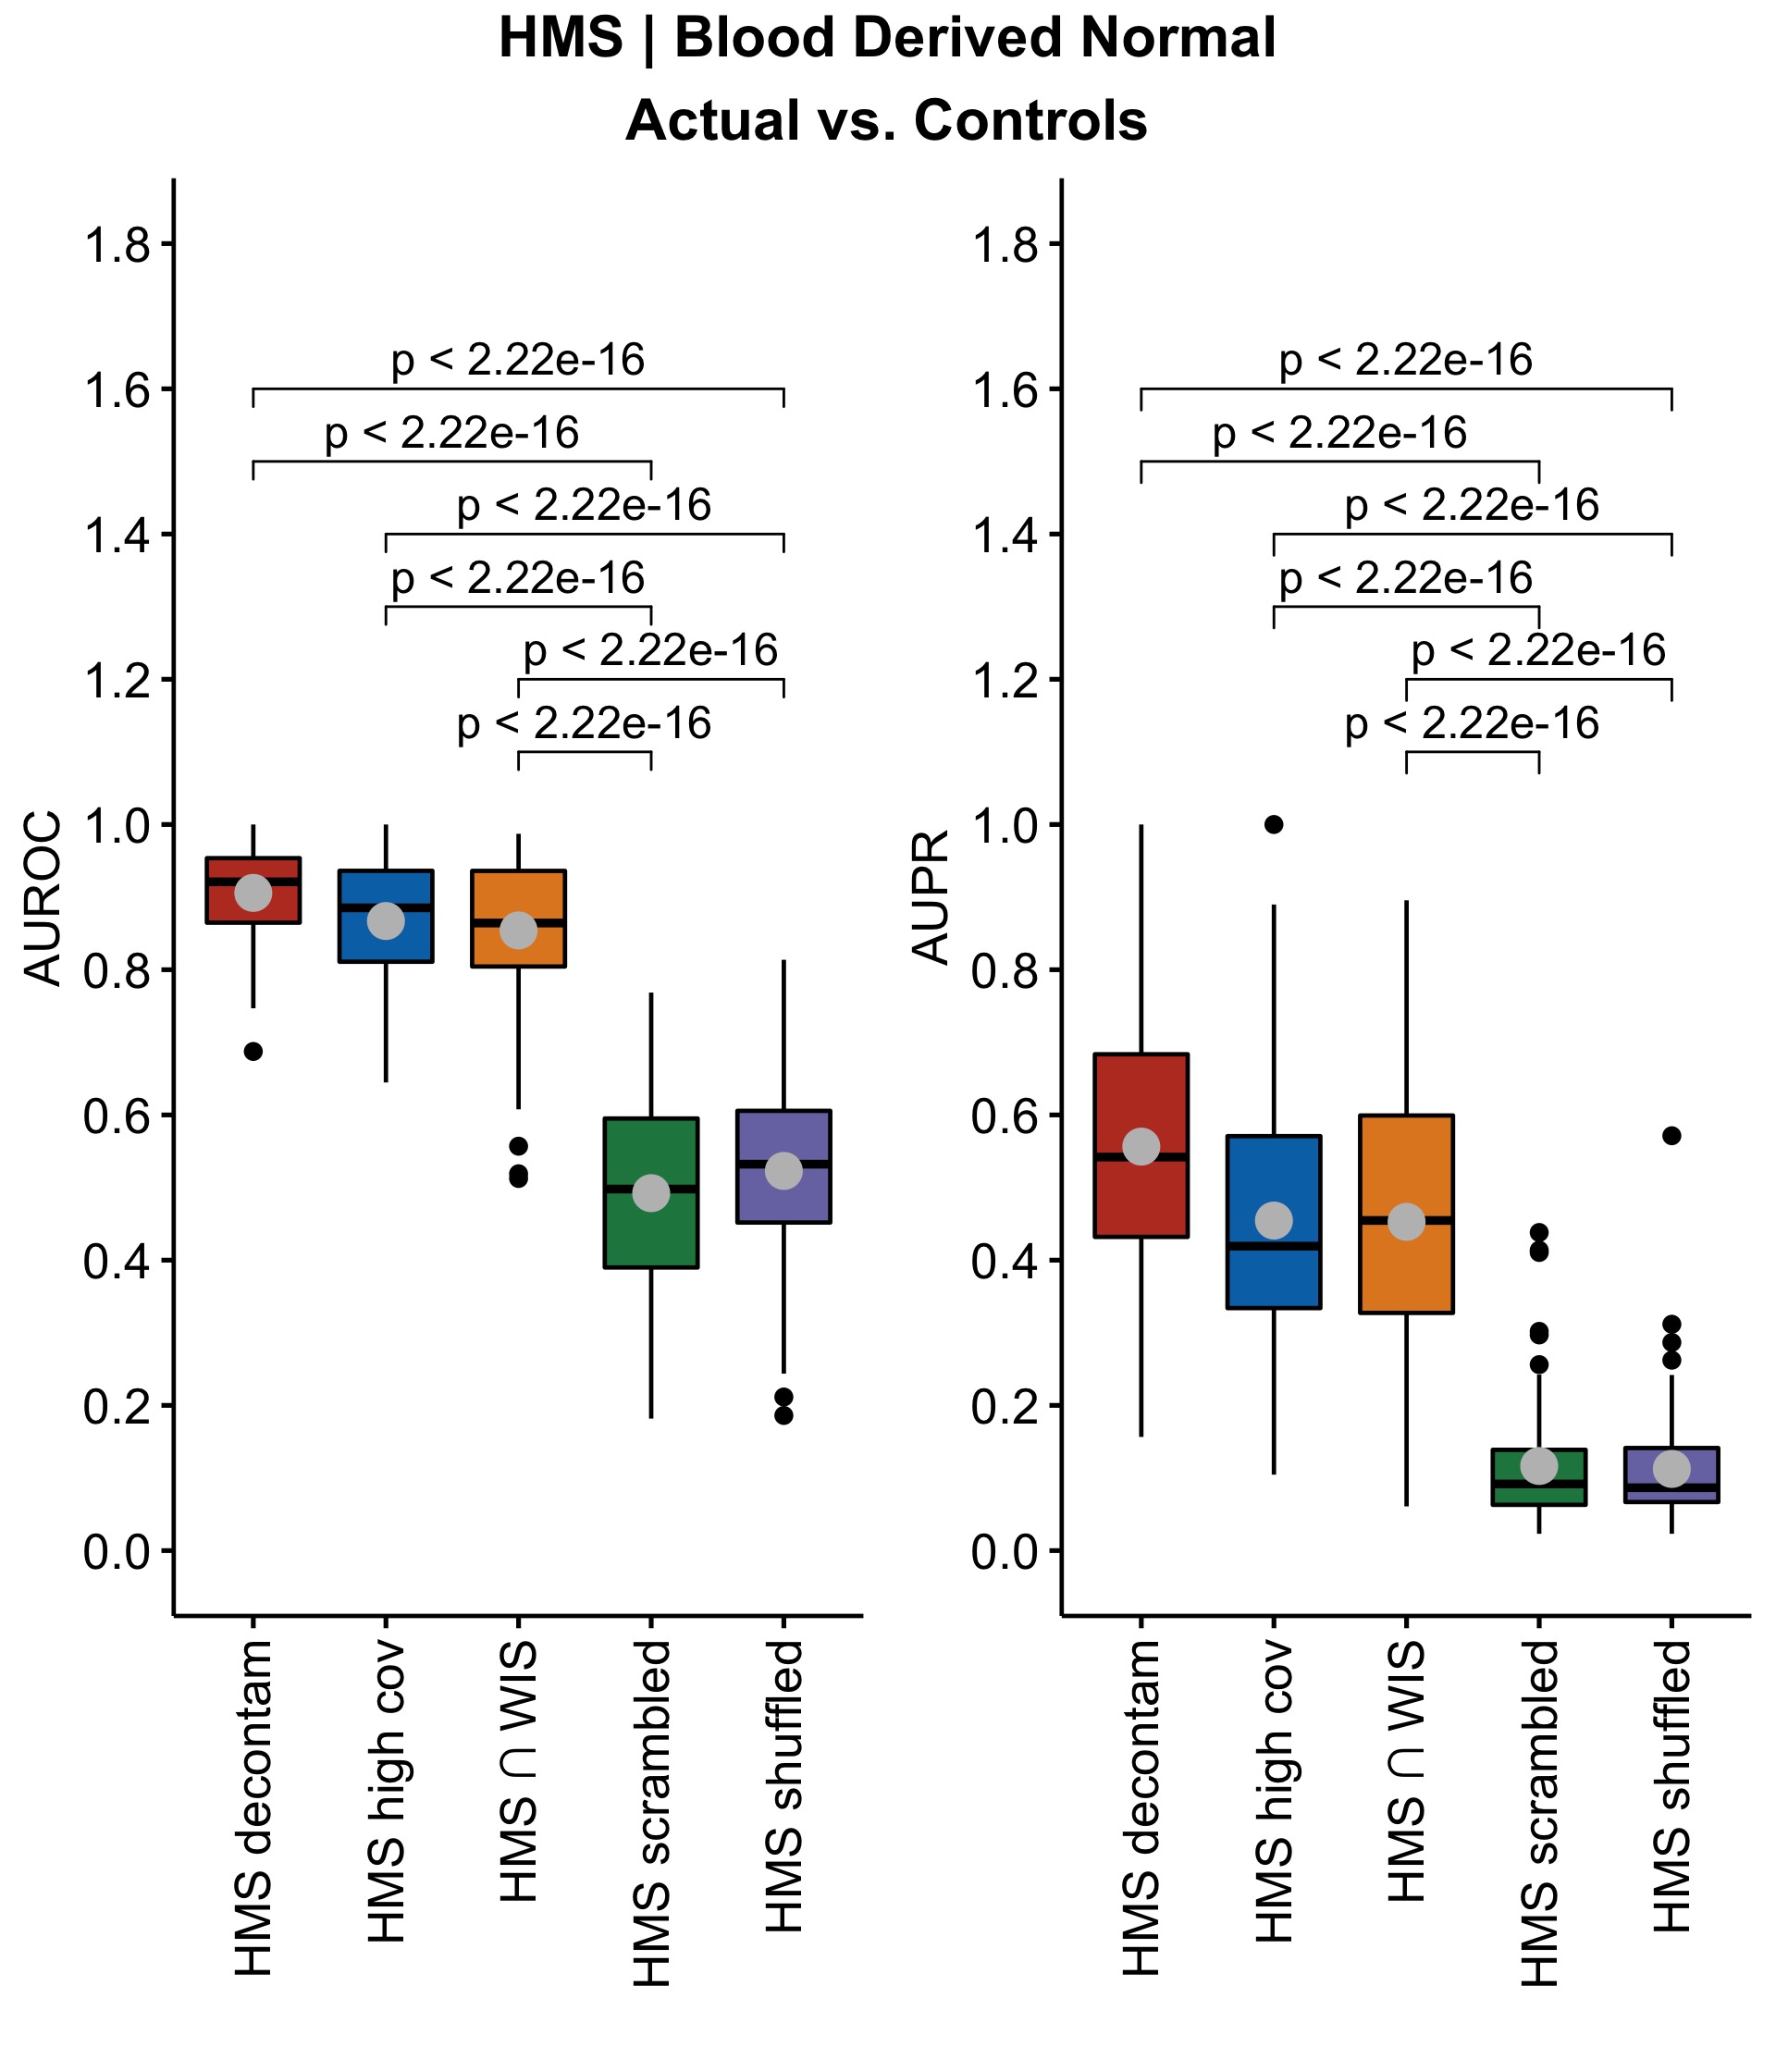 HMS | Blood Derived Normal
Actual vs. Controls
AUROC
1.8
1.6
1.4
1.2
1.0
0.8
0.6
0.4
0.2
0.0
p < 2.22e-16
p < 2.22e-16
p < 2.22e-16
p < 2.22e-16
p < 2.22e-16
p < 2.22e-16
HMS decontam
HMS high cov
HMS ∩ WIS
HMS scrambled
HMS shuffled
AUPR
1.8
1.6
1.4
1.2
1.0
0.8
0.6
0.4
0.2
0.0
p < 2.22e-16
p < 2.22e-16
p < 2.22e-16
p < 2.22e-16
p < 2.22e-16
p < 2.22e-16
HMS decontam
HMS high cov
HMS ∩ WIS
HMS scrambled
HMS shuffled